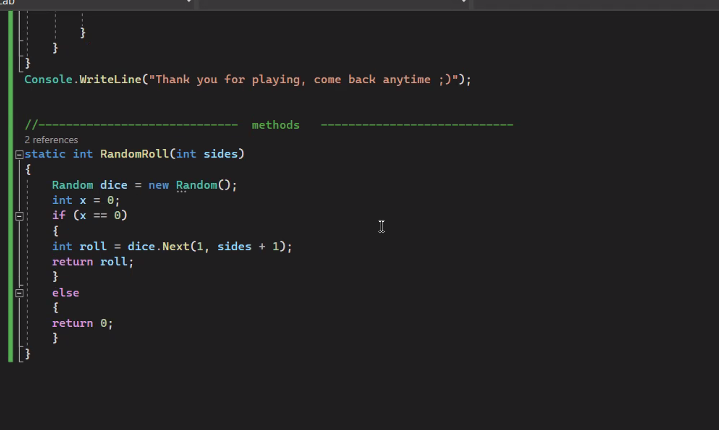 }
}
}
Console.WriteLine("Thank you for playing, come back anytime ;)");
//---------------------------- methods ----------------------------
2 references
static int RandomRoll(int sides)
{
Random dice = new Random();
int x = 0;
if (x == 0)
{
int roll = dice.Next(1, sides + 1);
return roll;
}
else
{
return 0;
}
}